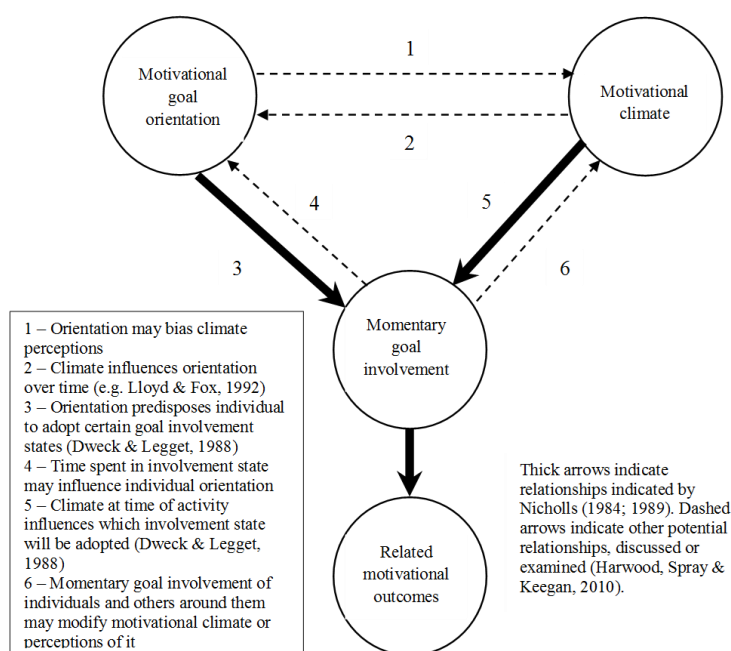 1
Motivational
goal
orientation
Motivational
climate
2
4
5
3
6
Momentary
goal
involvement
1 – Orientation may bias climate
perceptions
2 – Climate influences orientation
over time (e.g. Lloyd & Fox, 1992)
3 – Orientation predisposes individual
to adopt certain goal involvement
states (Dweck & Legget, 1988)
4 – Time spent in involvement state
may influence individual orientation
5 – Climate at time of activity
influences which involvement state
will be adopted (Dweck & Legget,
1988)
6 – Momentary goal involvement of
individuals and others around them
may modify motivational climate or
perceptions of it
Related
motivational
outcomes
Thick arrows indicate
relationships indicated by
Nicholls (1984; 1989). Dashed
arrows indicate other potential
relationships, discussed or
examined (Harwood, Spray &
Keegan, 2010).